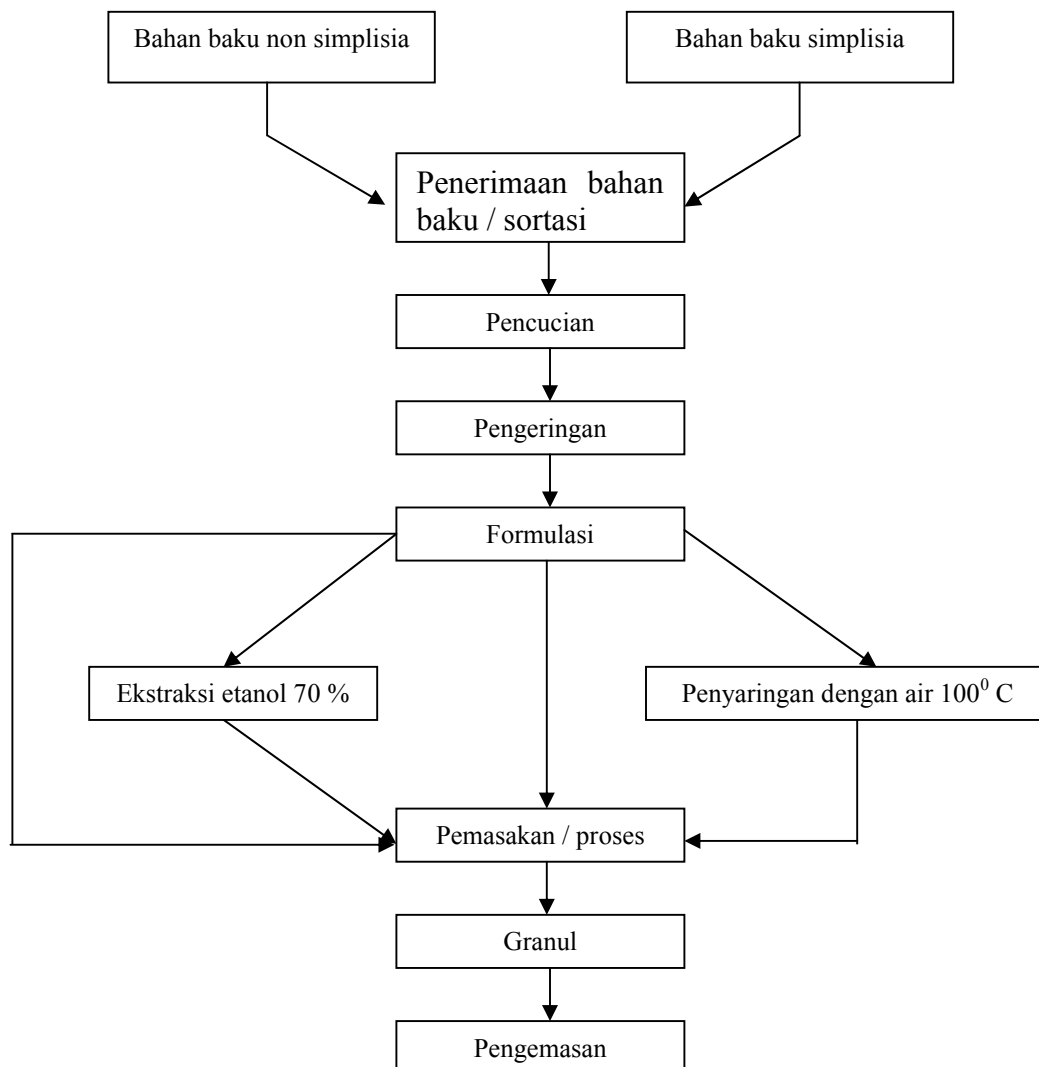 Bahan baku non simplisia
Bahan baku simplisia
Penerimaan bahan
baku / sortasi
Pencucian
Pengeringan
Formulasi
Ekstraksi etanol 70 %
Penyaringan dengan air 100⁰ C
Pemasakan / proses
Granul
Pengemasan